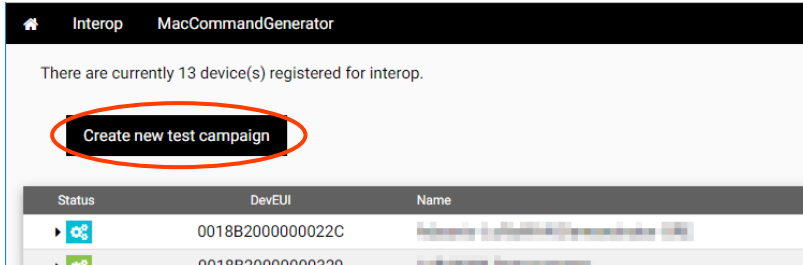 Interop MacCommandGenerator
There are currently 13 device(s) registered for interop.
Create new test campaign
Status DevEUI Name
0018B2000000022C